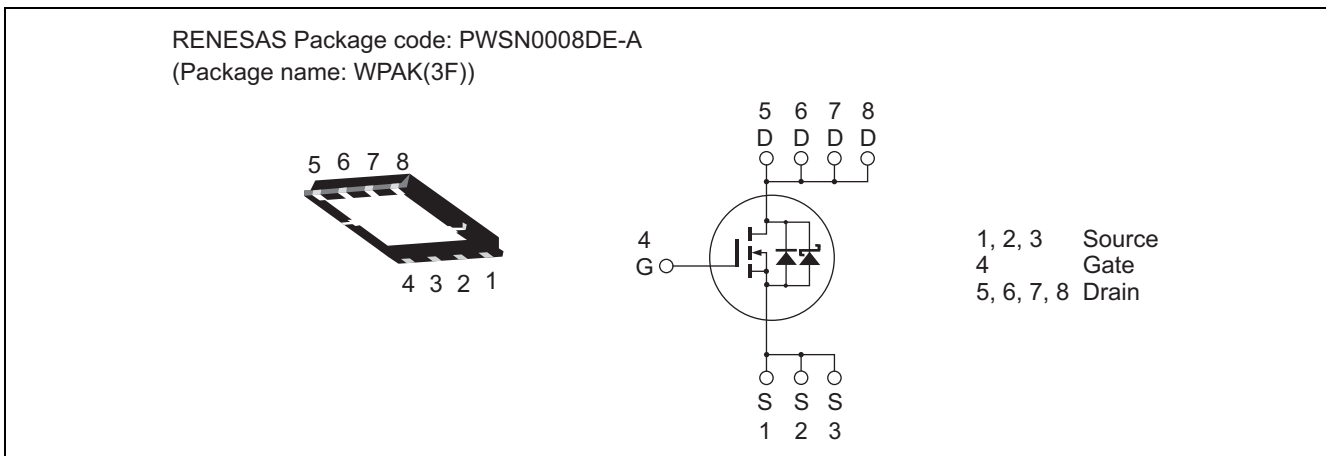 RENESAS Package code: PWSN0008DE-A
(Package name: WPAK(3F))
5 6 7 8
4 3 2 1
5 6 7 8
D D D D
4
G
S S S
1 2 3
1, 2, 3 Source
4 Gate
5, 6, 7, 8 Drain